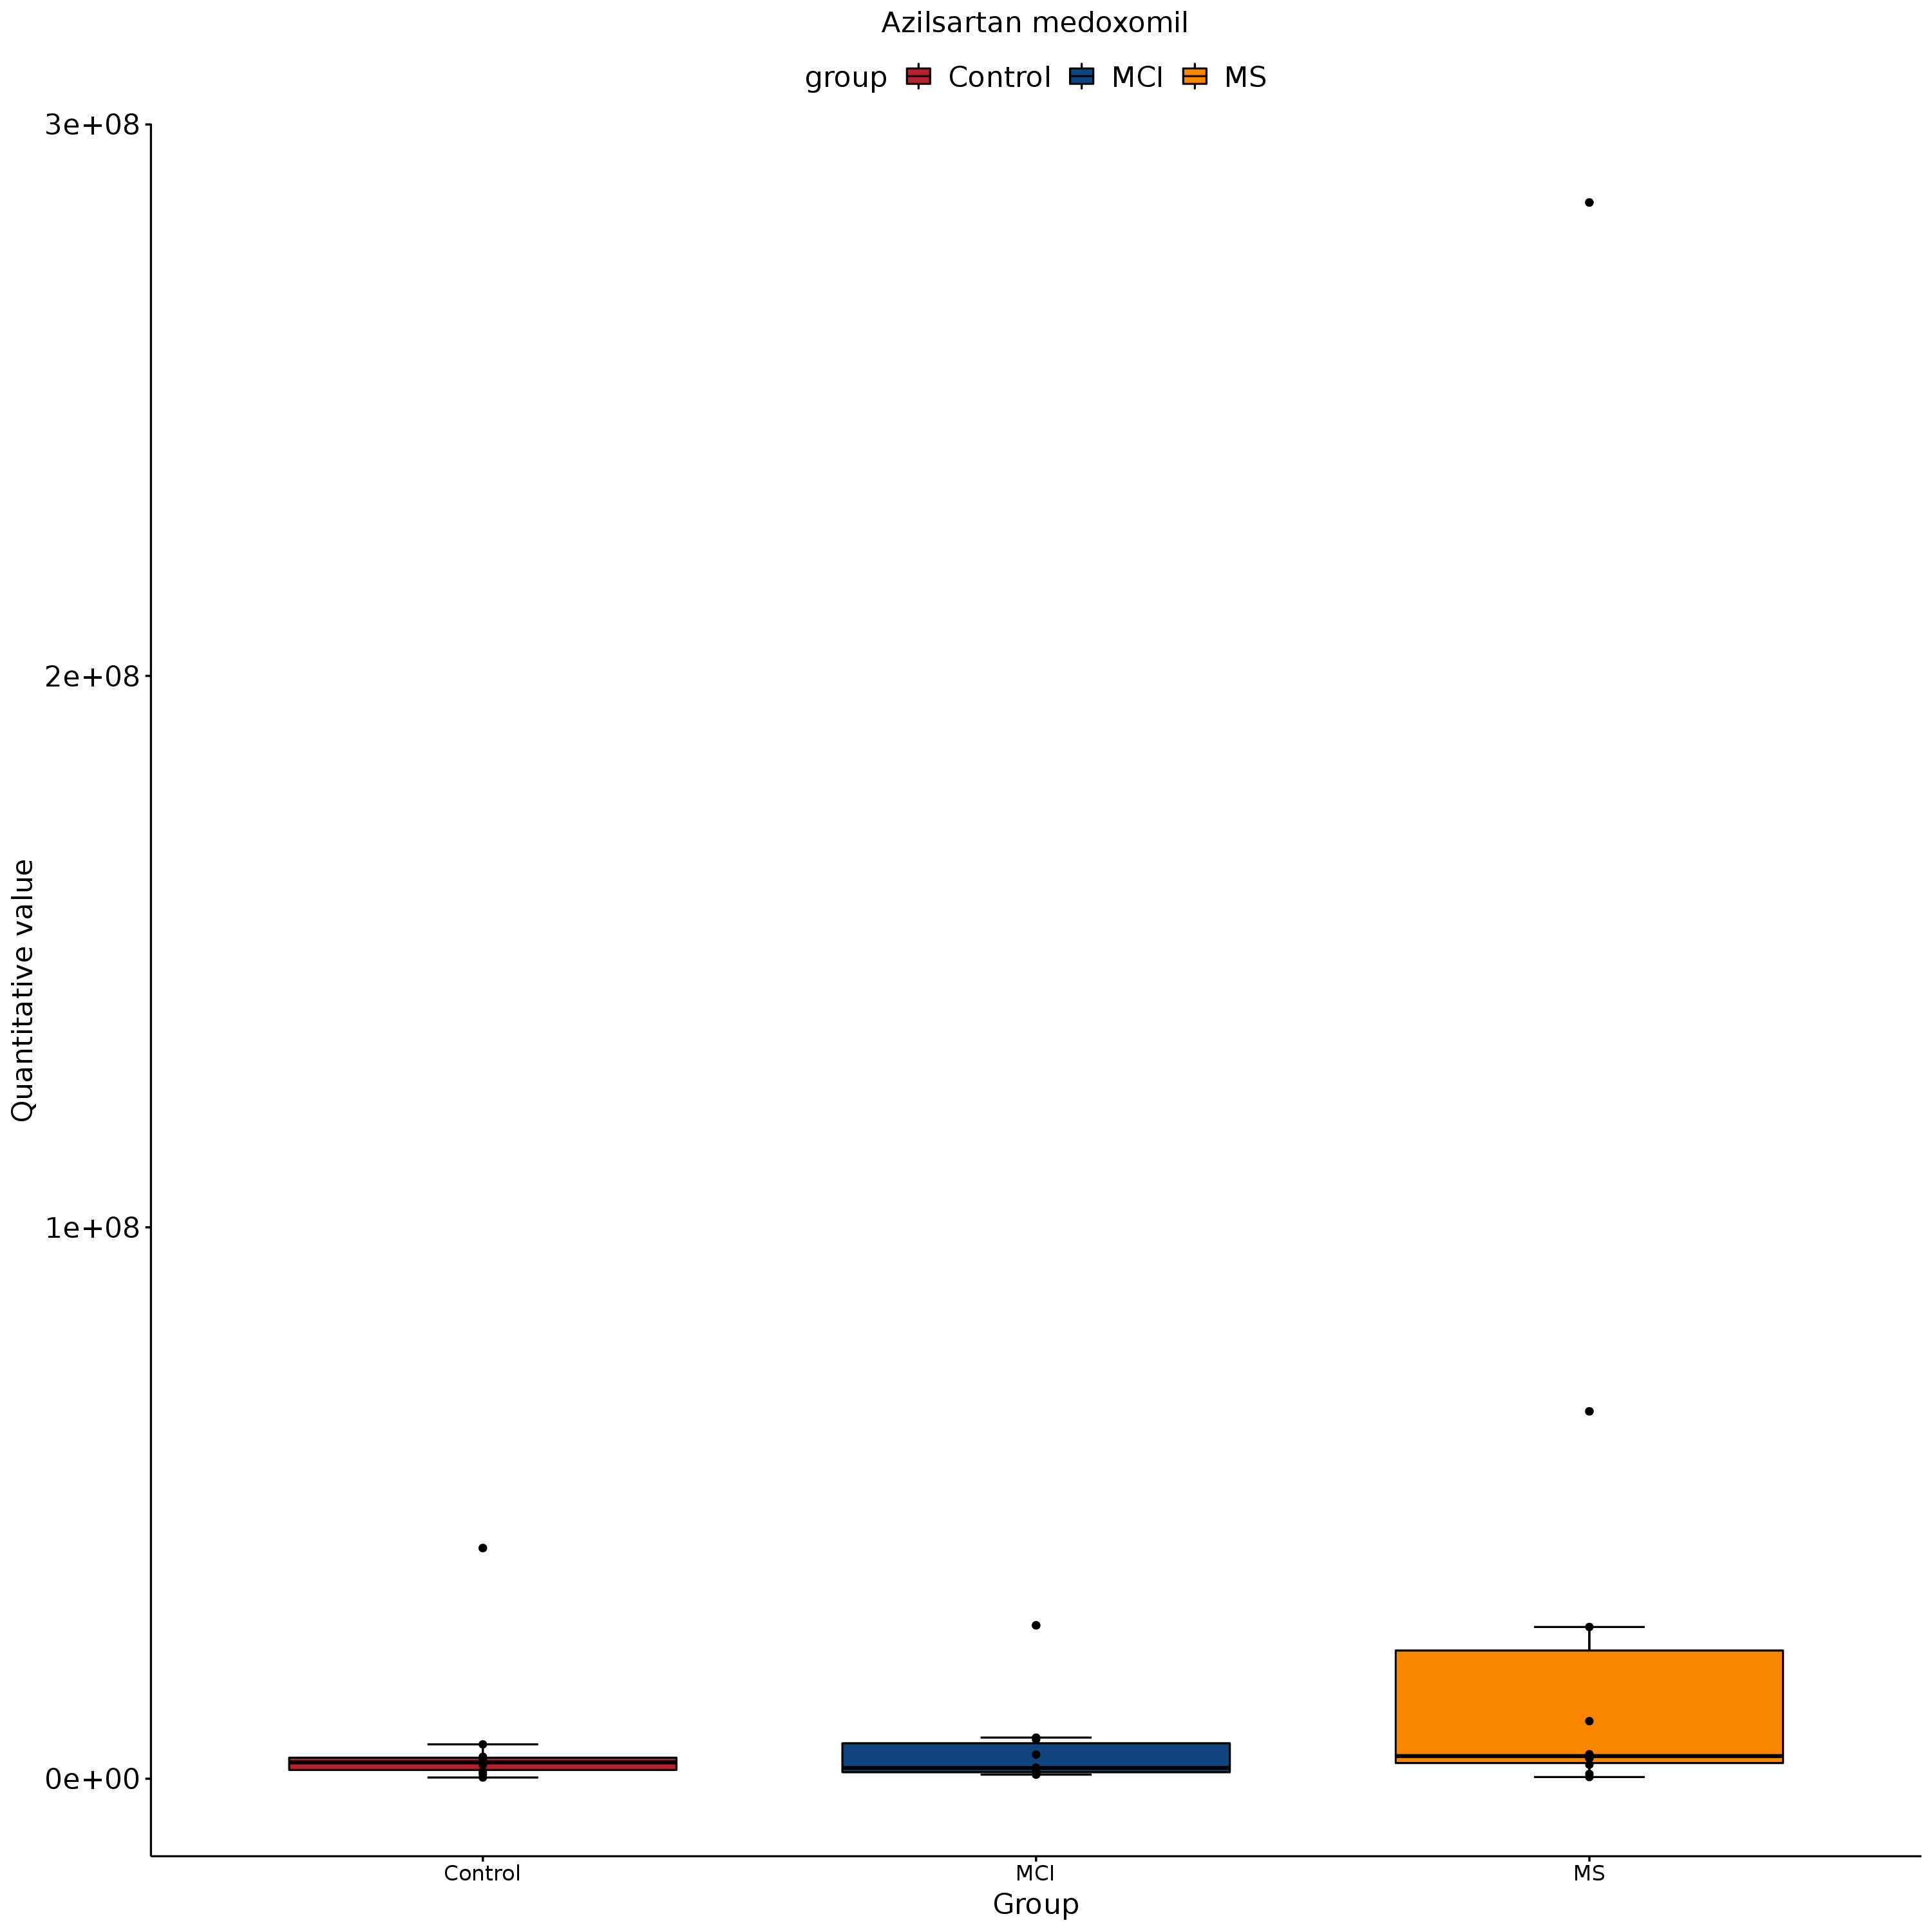 Azilsartan medoxomil
group Control MCI MS
3e+08
2e+08
1e+08
0e+00
Quantitative value
Control MCI MS
Group